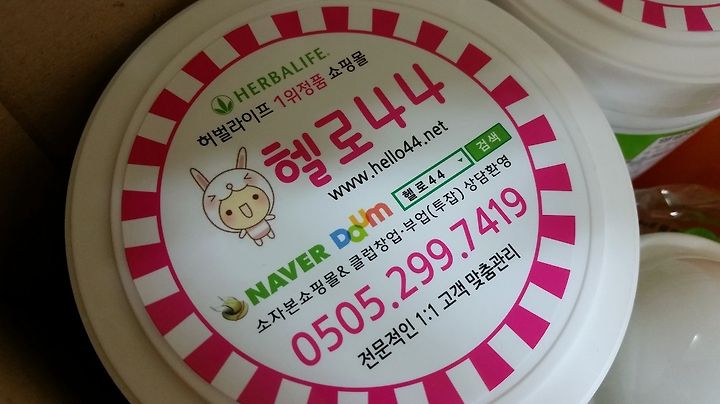 HERBALIFE.
허벌라이프 1위정품 쇼핑몰
헬로44
www.hello44.net
헬로44 검색
NAVER Daum
소자본쇼핑몰& 클럽창업·부업(투잡) 상담환영
0505.299.7419
전문적인 1:1 고객 맞춤관리